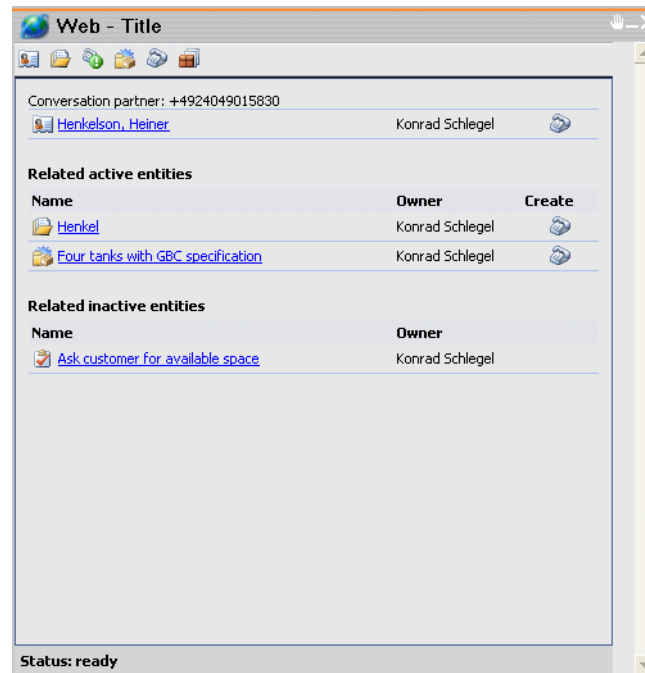 Web - Title
Conversation partner: +4924049015830
Henkelson, Heiner Konrad Schlegel
Related active entities
Name Owner Create
Henkel Konrad Schlegel
Four tanks with GBC specification Konrad Schlegel
Related inactive entities
Name Owner
Ask customer for available space Konrad Schlegel
Status: ready